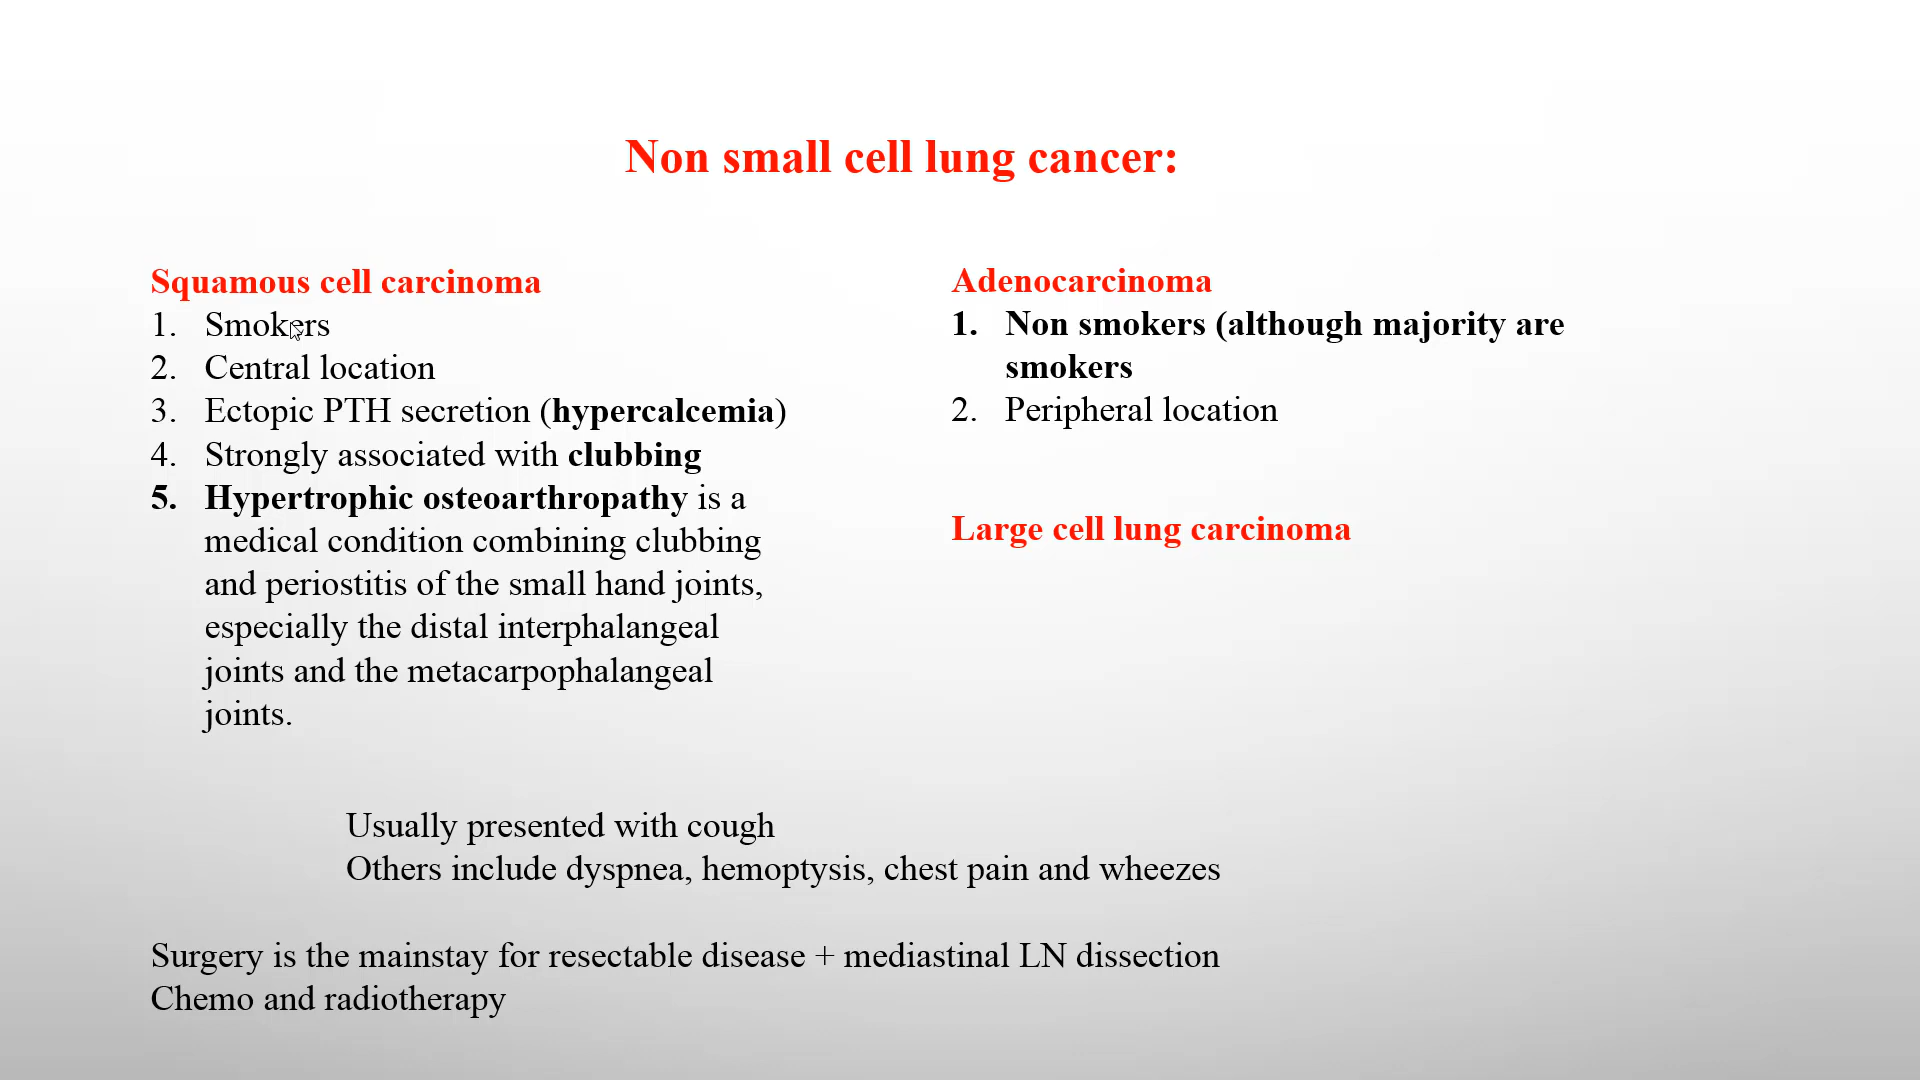 Non small cell lung cancer:
Squamous cell carcinoma
1. Smokers
2. Central location
3. Ectopic PTH secretion (hypercalcemia)
4. Strongly associated with clubbing
5. Hypertrophic osteoarthropathy is a
medical condition combining clubbing
and periostitis of the small hand joints,
especially the distal interphalangeal
joints and the metacarpophalangeal
joints.
Adenocarcinoma
1. Non smokers (although majority are
smokers
2. Peripheral location
Large cell lung carcinoma
Usually presented with cough
Others include dyspnea, hemoptysis, chest pain and wheezes
Surgery is the mainstay for resectable disease + mediastinal LN dissection
Chemo and radiotherapy